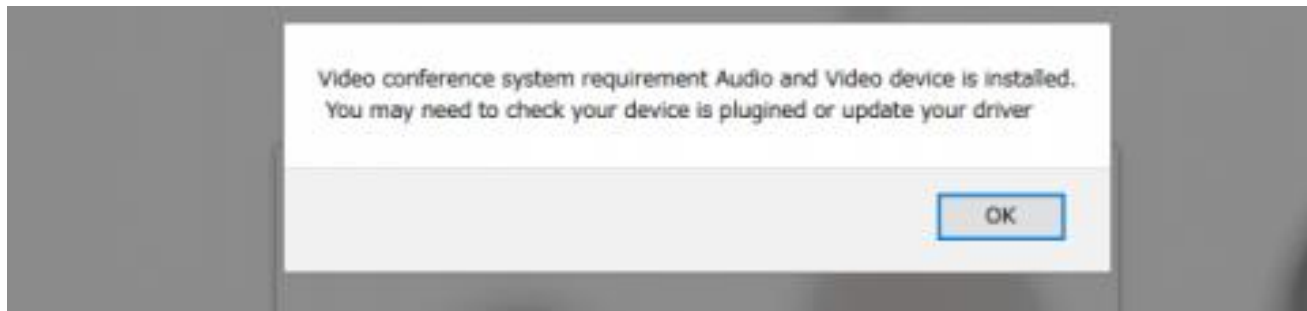 Video conference system requirement Audio and Video device is installed.
You may need to check your device is plugined or update your driver
OK